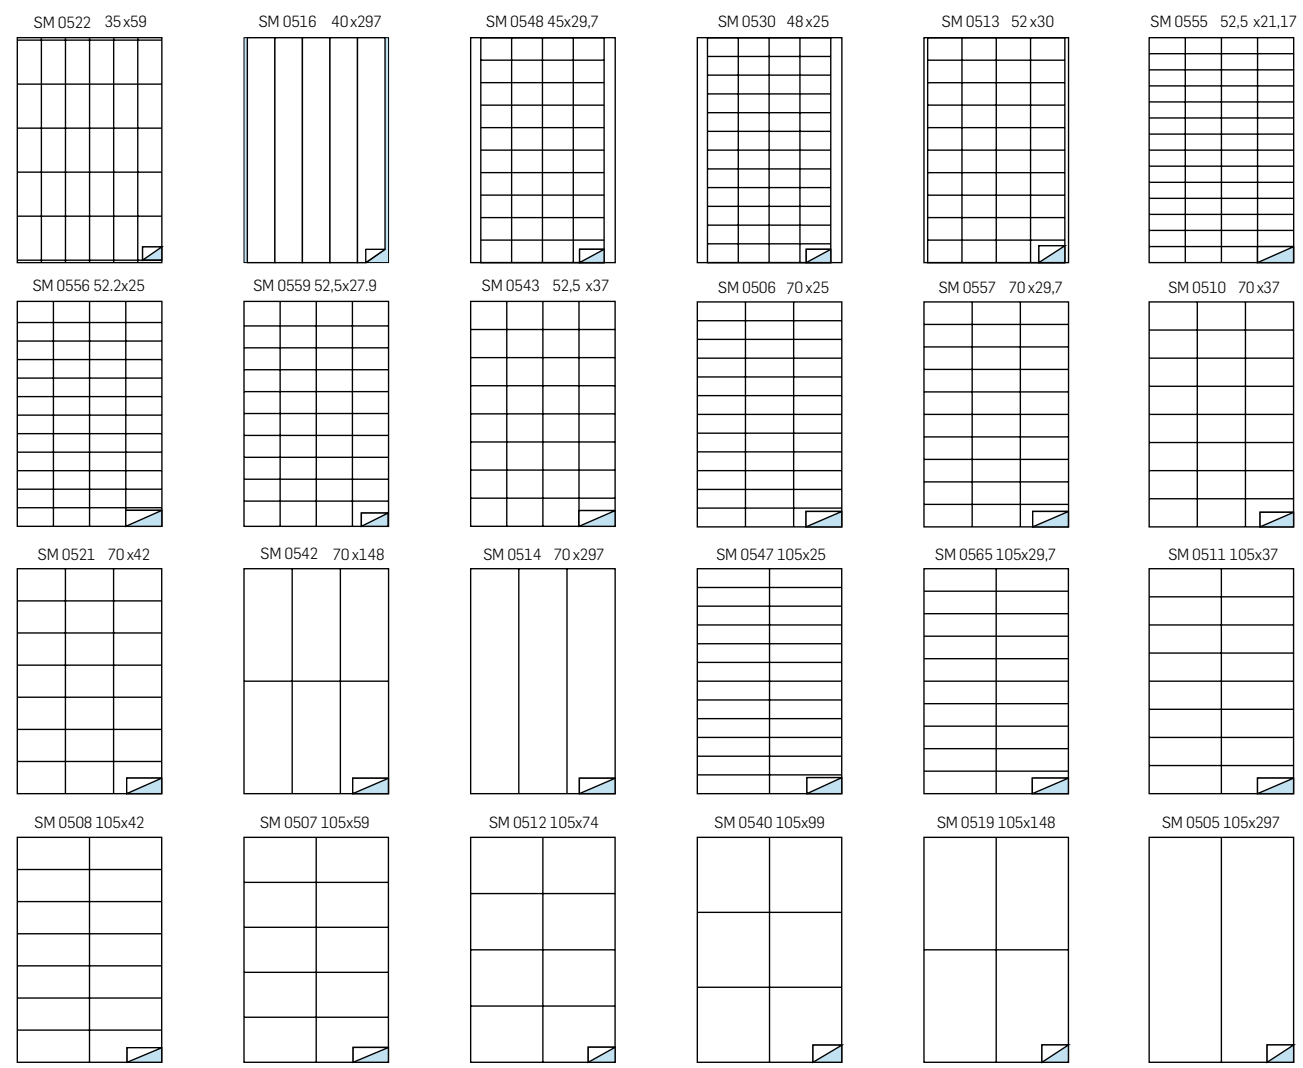 SM 0522 35x59
SM 0516 40x297
SM 0548 45x29,7
SM 0530 48x25
SM 0513 52x30
SM 0555 52,5 x21,17
SM 0556 52.2x25
SM 0559 52,5x27.9
SM 0543 52,5 x37
SM 0506 70x25
SM 0557 70x29,7
SM 0510 70x37
SM 0521 70x42
SM 0542 70x148
SM 0514 70x297
SM 0547 105x25
SM 0565 105x29,7
SM 0511 105x37
SM 0508 105x42
SM 0507 105x59
SM 0512 105x74
SM 0540 105x99
SM 0519 105x148
SM 0505 105x297